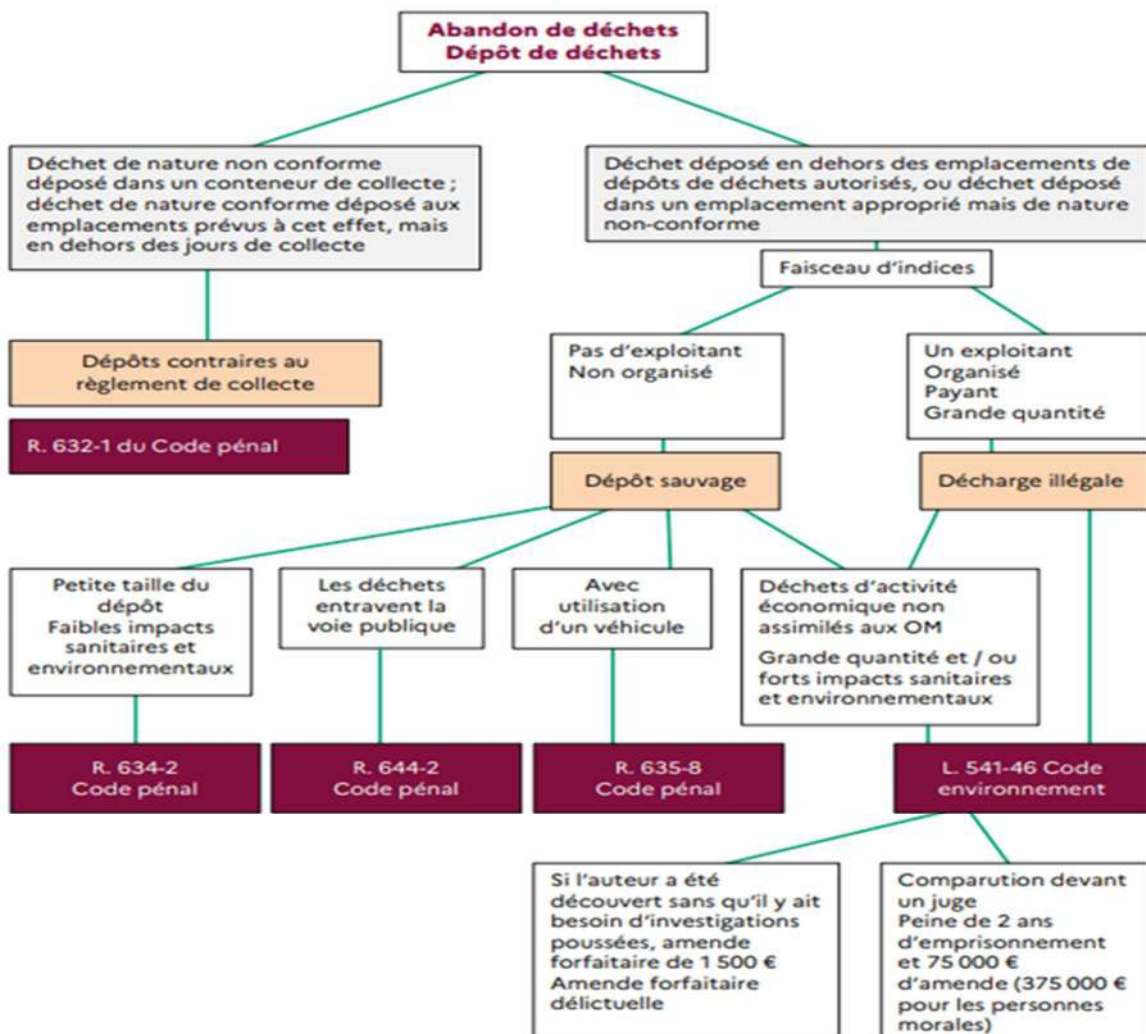 Abandon de déchets
Dépôt de déchets
Déchet de nature non conforme
déposé dans un conteneur de collecte ;
déchet de nature conforme déposé aux
emplacements prévus à cet effet, mais
en dehors des jours de collecte
Déchet déposé en dehors des emplacements de
dépôts de déchets autorisés, ou déchet déposé
dans un emplacement approprié mais de nature
non-conforme
Faisceau d'indices
Dépôts contraires au
règlement de collecte
Pas d'exploitant
Non organisé
Un exploitant
Organisé
Payant
Grande quantité
R. 632-1 du Code pénal
Dépôt sauvage
Décharge illégale
Petite taille du
dépôt
Faibles impacts
sanitaires et
environnementaux
Les déchets
entravent la
voie publique
Avec
utilisation
d'un véhicule
Déchets d'activité
économique non
assimilés aux OM
Grande quantité et / ou
forts impacts sanitaires
et environnementaux
R. 634-2
Code pénal
R. 644-2
Code pénal
R. 635-8
Code pénal
L. 541-46 Code
environnement
Si l'auteur a été
découvert sans qu'il y ait
besoin d'investigations
poussées, amende
forfaitaire de 1 500 €
Amende forfaitaire
délictuelle
Comparution devant
un juge
Peine de 2 ans
d'emprisonnement
et 75 000 €
d'amende (375 000 €
pour les personnes
morales)